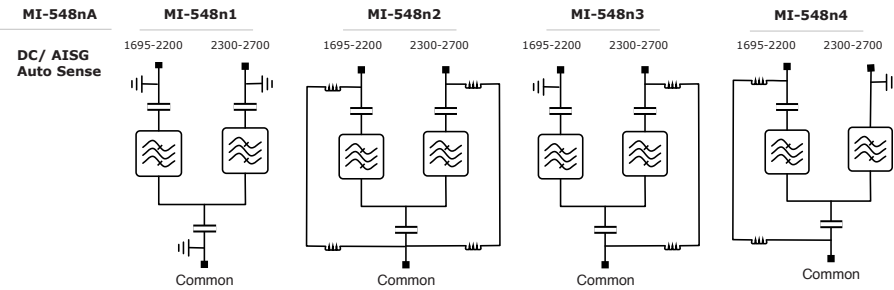 MI-548nA MI-548n1 MI-548n2 MI-548n3 MI-548n4
1695-2200 2300-2700 1695-2200 2300-2700 1695-2200 2300-2700 1695-2200 2300-2700
DC/ AISG
Auto Sense
Common Common Common Common